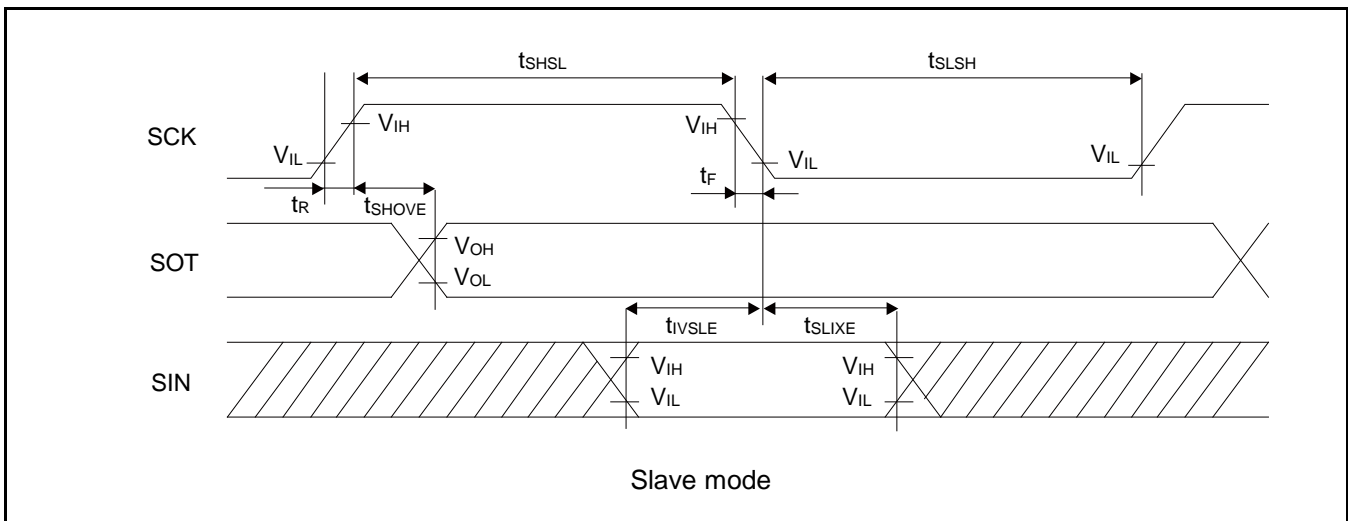 tSHSL
tSLSH
SCK
VIH
VIH
VIL
VIL
VIL
tR
tSHOVE
tF
SOT
VOH
VOL
tIVSLE
tSLIXE
SIN
VIH
VIH
VIL
VIL
Slave mode